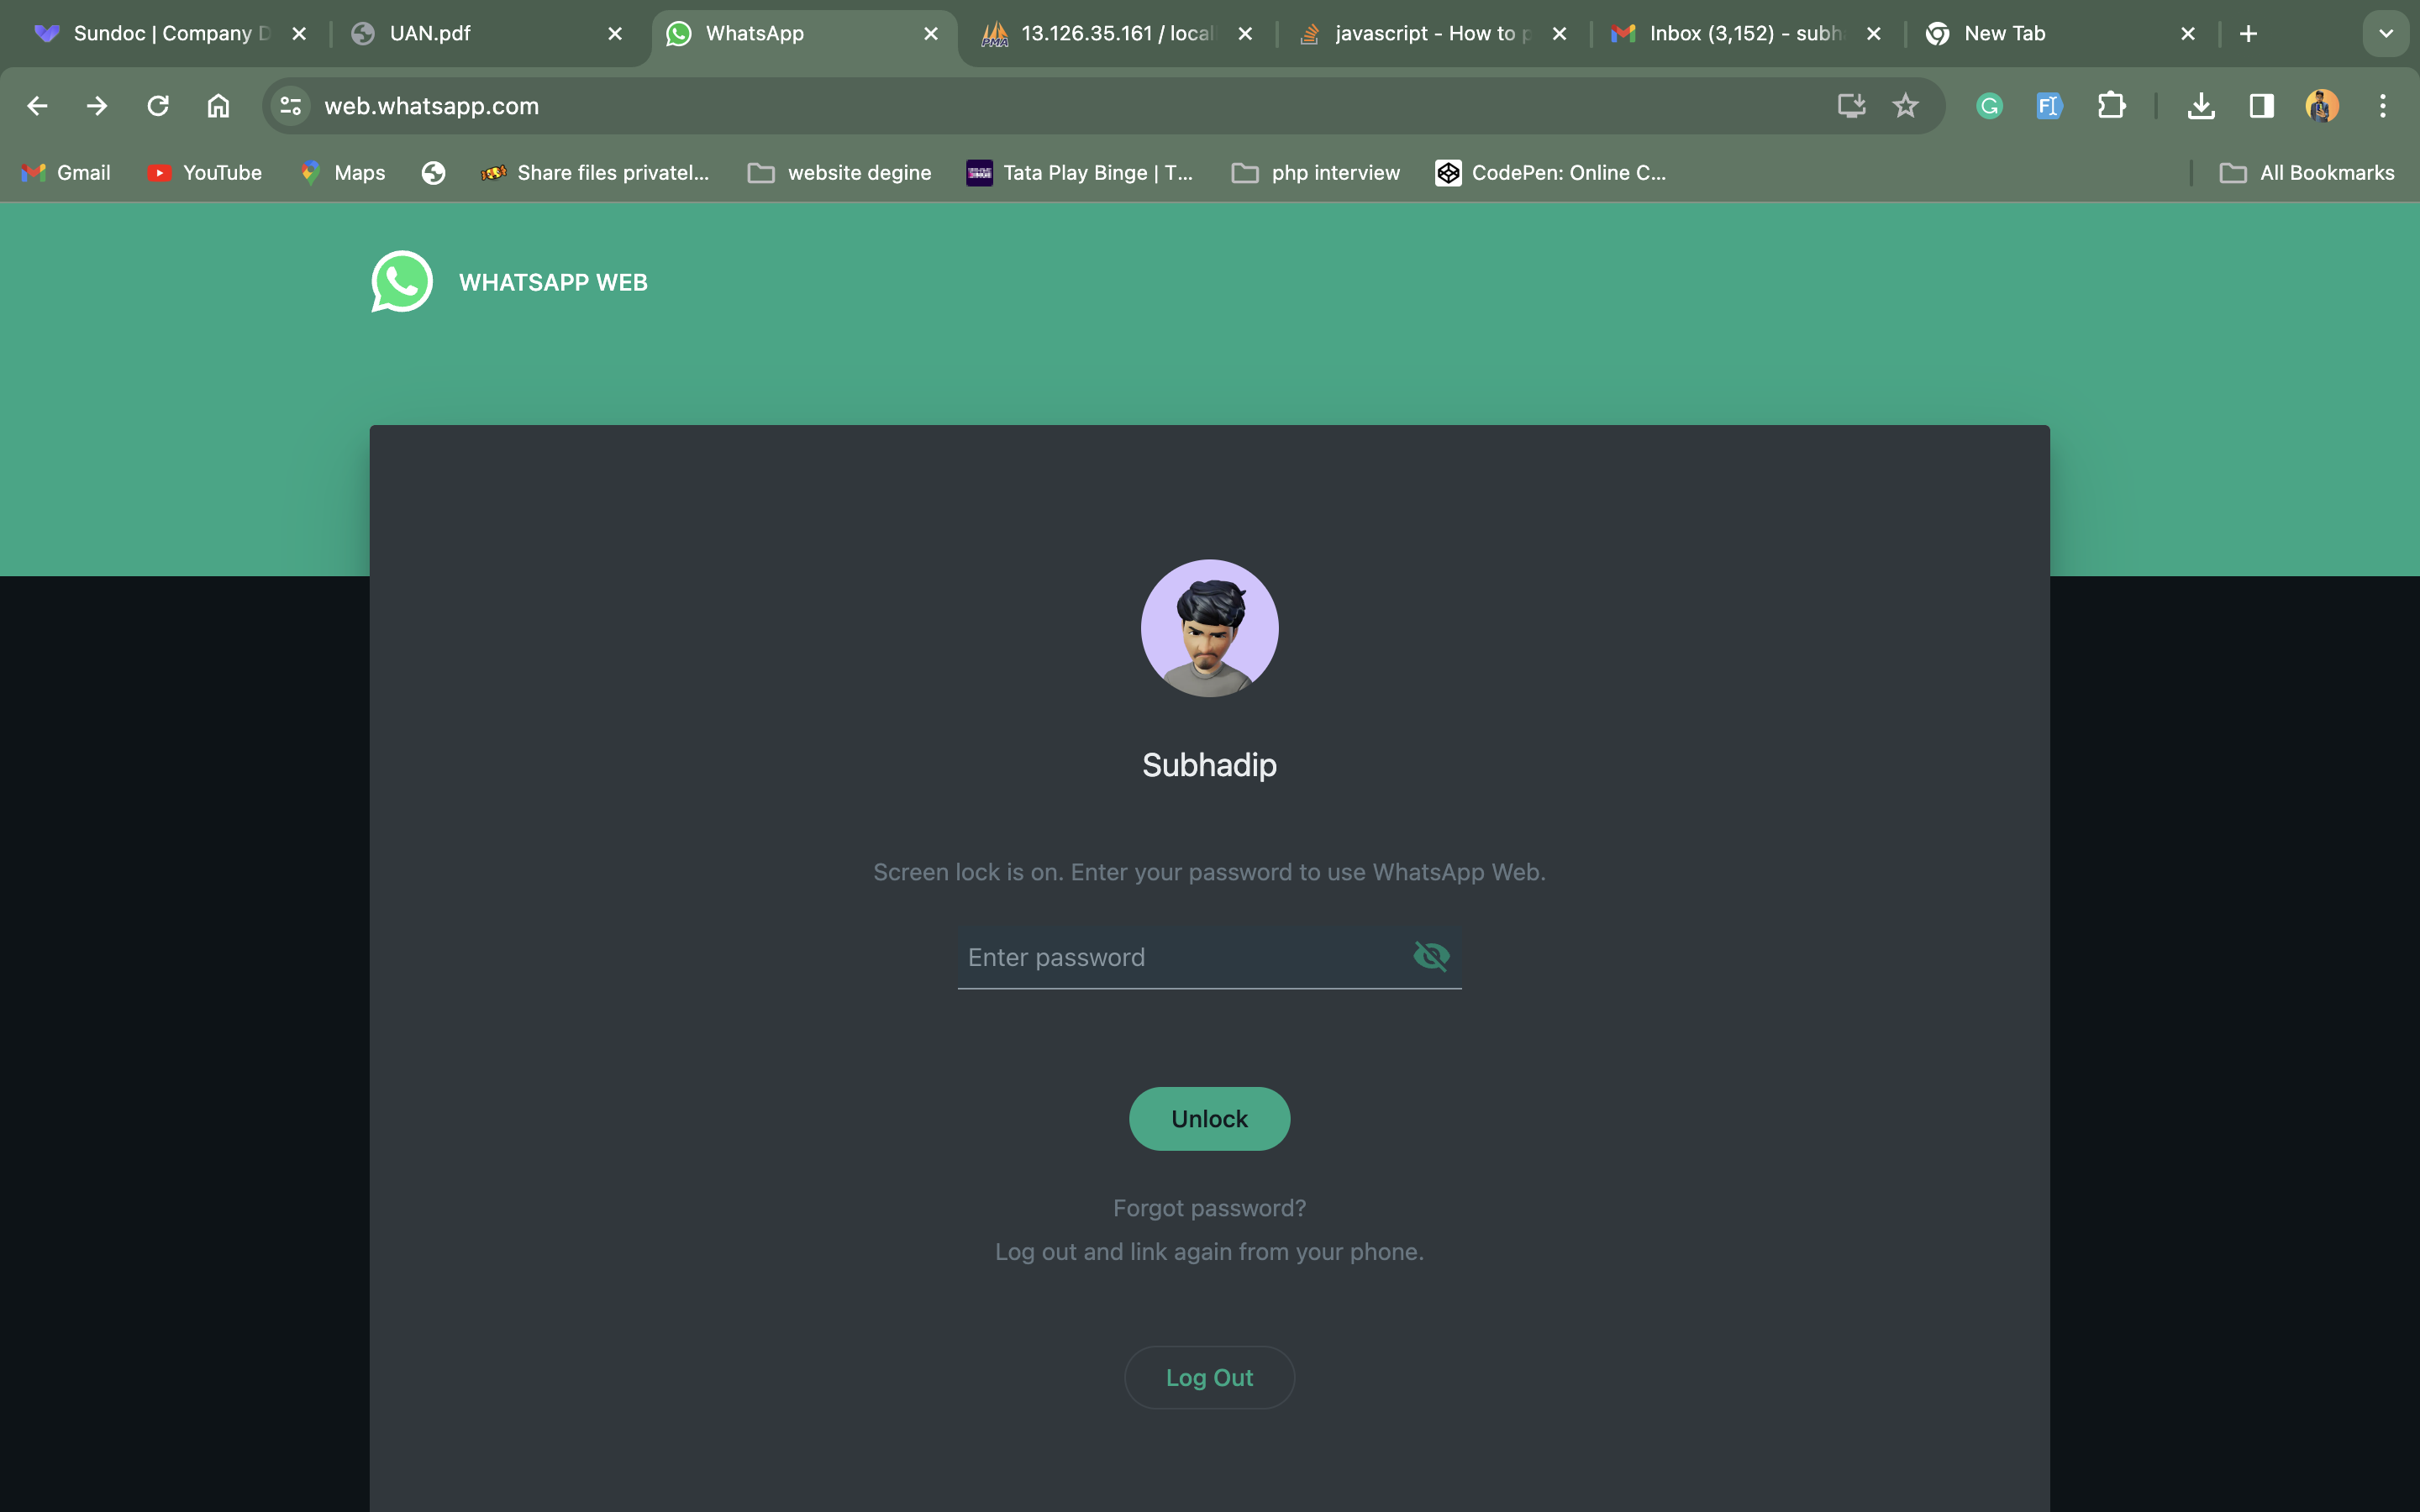 Sundoc | Company D
UAN.pdf
WhatsApp
13.126.35.161 / local
javascript - How to p
Inbox (3,152) - subh
New Tab
web.whatsapp.com
Gmail
YouTube
Maps
Share files privatel...
website degine
Tata Play Binge | T...
php interview
CodePen: Online C...
All Bookmarks
WHATSAPP WEB
Subhadip
Screen lock is on. Enter your password to use WhatsApp Web.
Enter password
Unlock
Forgot password?
Log out and link again from your phone.
Log Out